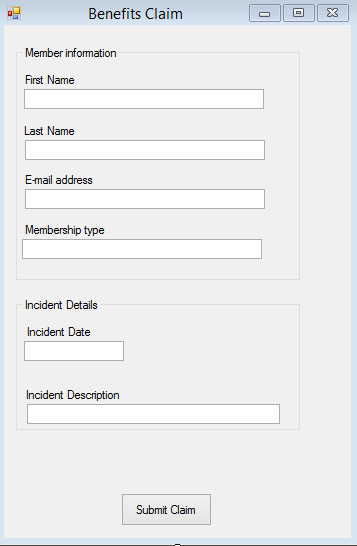 Benefits Claim
Member information
First Name
Last Name
E-mail address
Membership type
Incident Details
Incident Date
Incident Description
Submit Claim